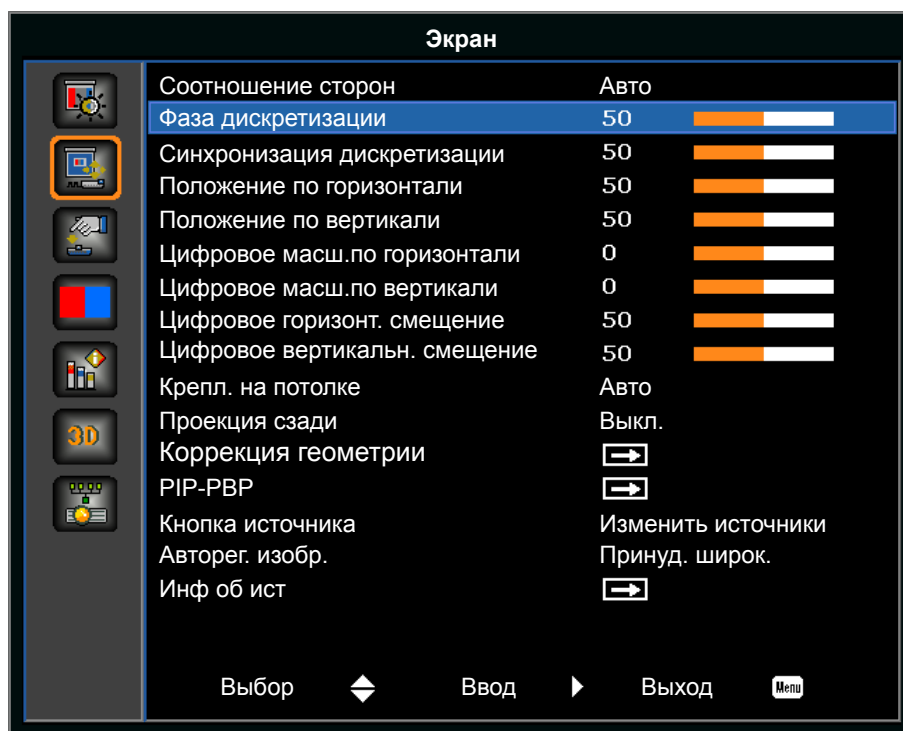 Экран
Соотношение сторон Авто
Фаза дискретизации 50
Синхронизация дискретизации 50
Положение по горизонтали 50
Положение по вертикали 50
Цифровое масш.по горизонтали 0
Цифровое масш.по вертикали 0
Цифровое горизонт. смещение 50
Цифровое вертикальн. смещение 50
Крепл. на потолке Авто
Проекция сзади Выкл.
Коррекция геометрии
PIP-PBP
Кнопка источника Изменить источники
Авторег. изобр. Принуд. широк.
Инф об ист
3D
Выбор Ввод Выход Menu